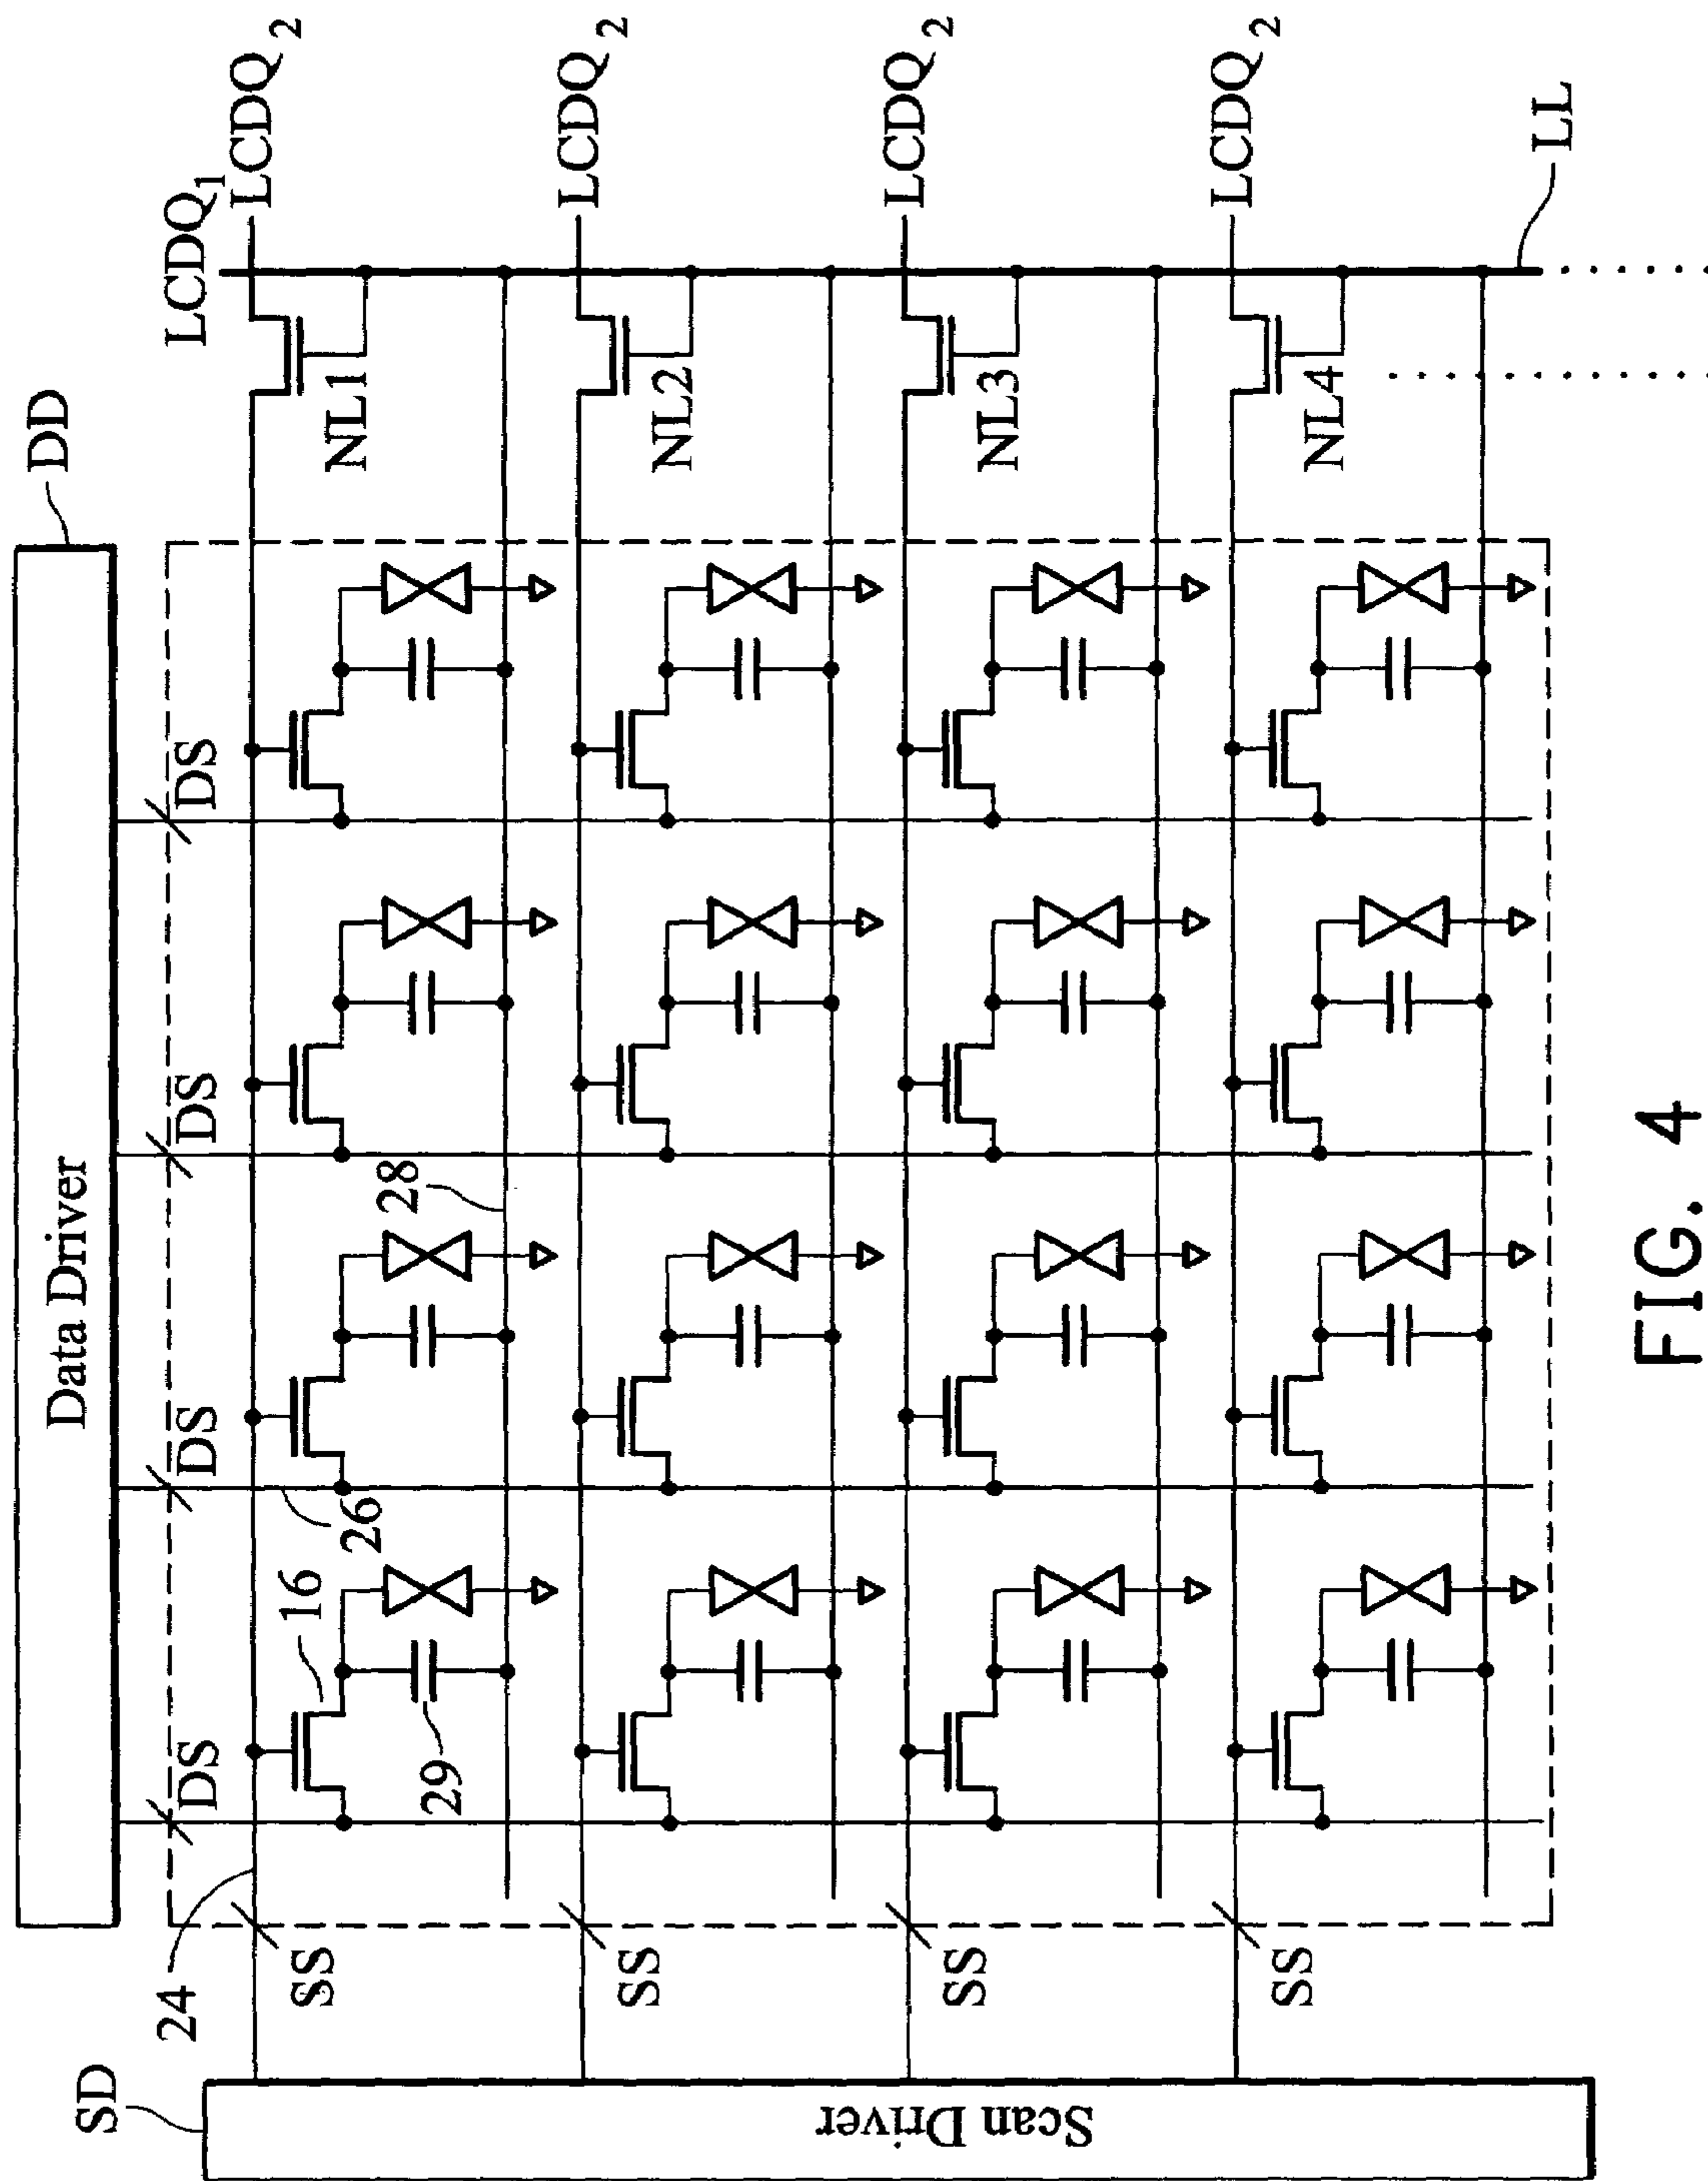 DD
Data Driver
LCDQ1
DS
DS
DS
DS
SD
24
SS
16
26
28
29
LCDQ2
NL1
SS
LCDQ2
NL2
SS
LCDQ2
NL3
SS
LCDQ2
NL4
Scan Driver
LL
FIG. 4